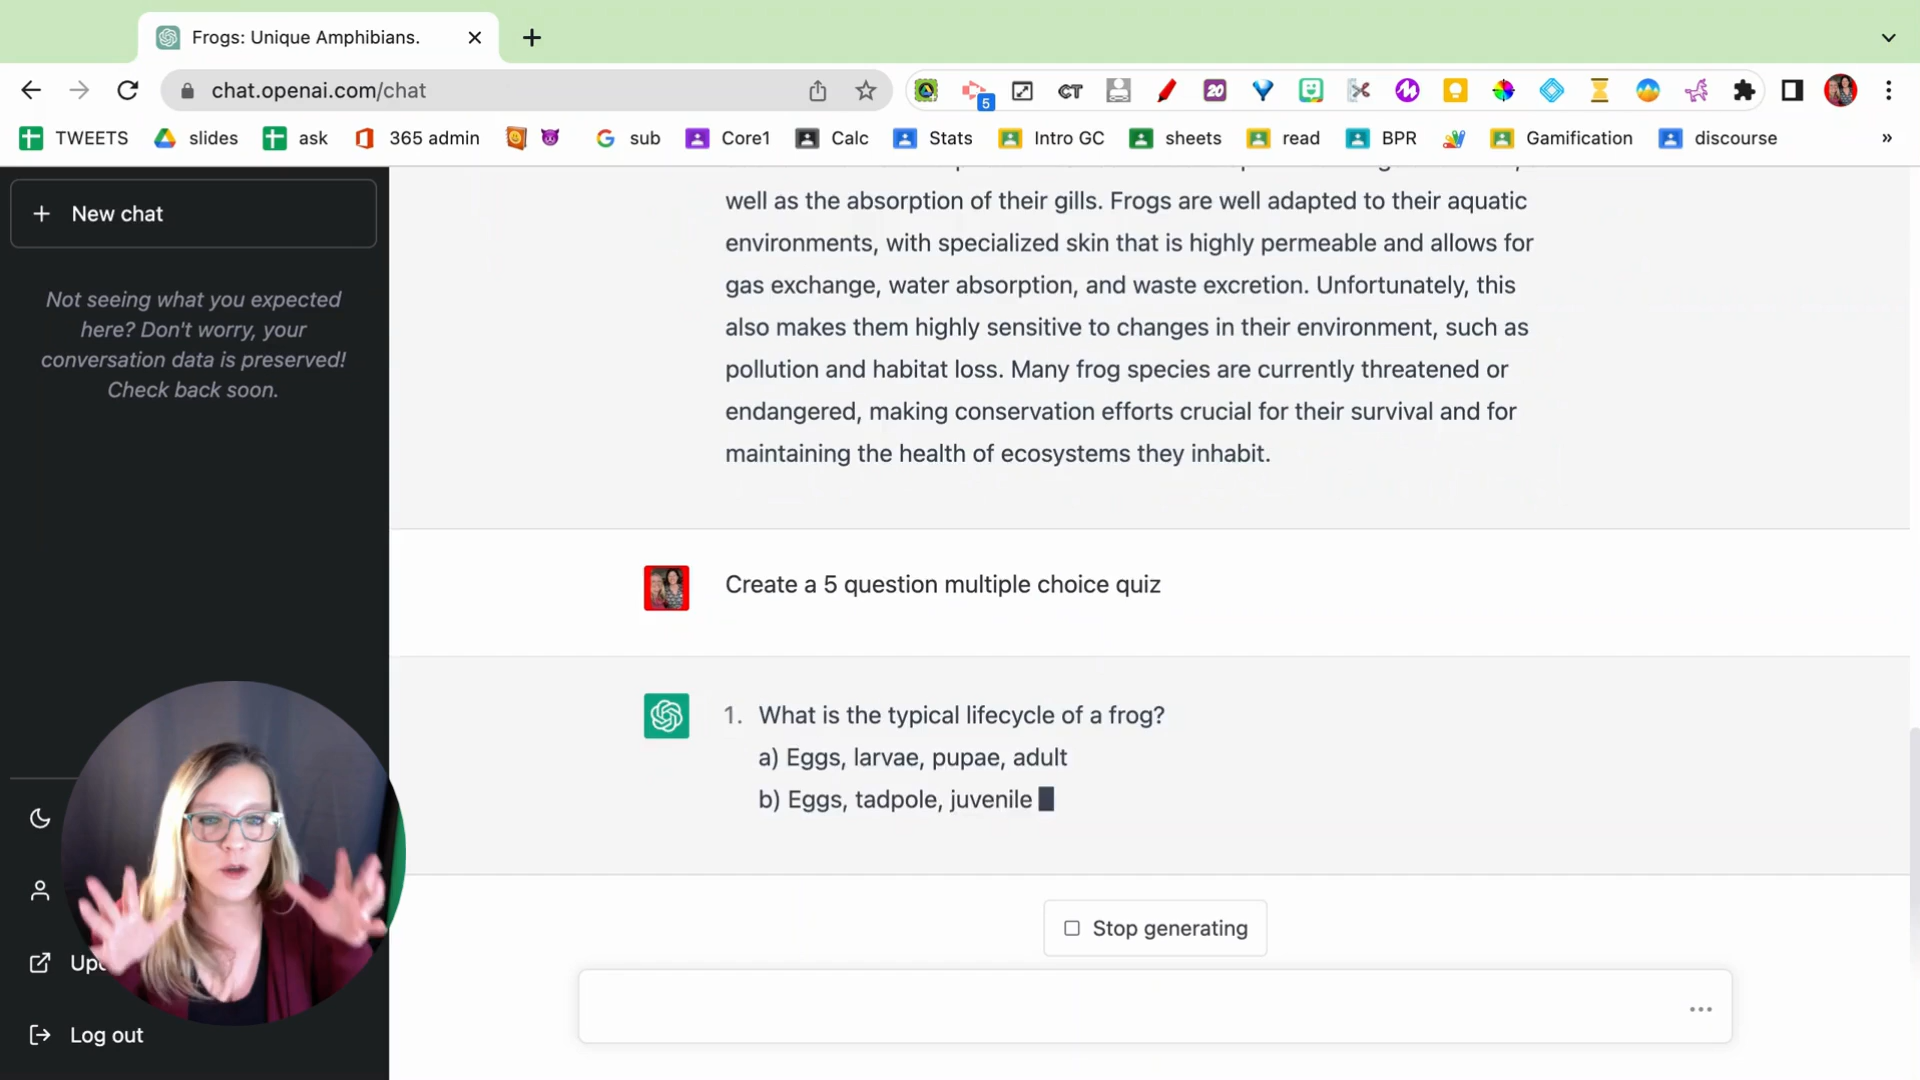 Frogs: Unique Amphibians.
chat.openai.com/chat
5
CT
20
TWEETS
slides
ask
365 admin
sub
Core1
Calc
Stats
Intro GC
sheets
read
BPR
Gamification
discourse
»
New chat
Not seeing what you expected
here? Don't worry, your
conversation data is preserved!
Check back soon.
Log out
well as the absorption of their gills. Frogs are well adapted to their aquatic
environments, with specialized skin that is highly permeable and allows for
gas exchange, water absorption, and waste excretion. Unfortunately, this
also makes them highly sensitive to changes in their environment, such as
pollution and habitat loss. Many frog species are currently threatened or
endangered, making conservation efforts crucial for their survival and for
maintaining the health of ecosystems they inhabit.
Create a 5 question multiple choice quiz
1. What is the typical lifecycle of a frog?
a) Eggs, larvae, pupae, adult
b) Eggs, tadpole, juvenile
Stop generating